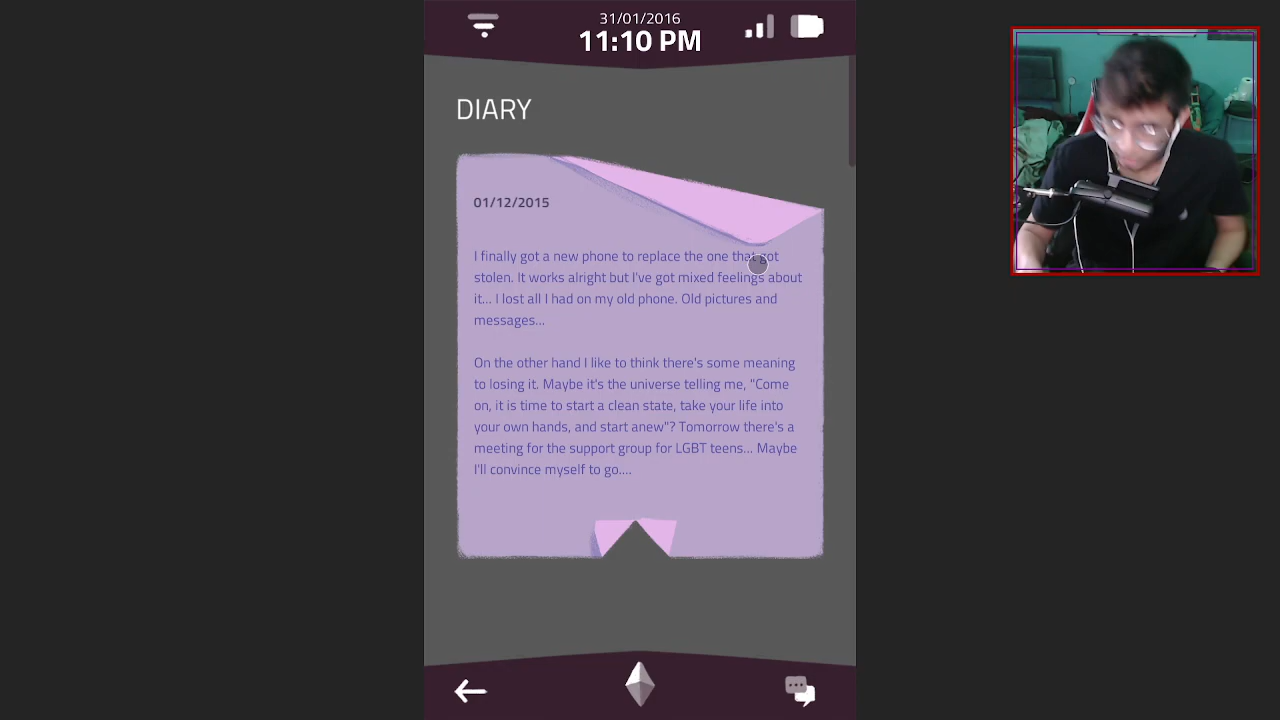 31/01/2016
11:10 PM
DIARY
01/12/2015
I finally got a new phone to replace the one that got
stolen. It works alright but I've got mixed feelings about
it... I lost all I had on my old phone. Old pictures and
messages...
On the other hand I like to think there's some meaning
to losing it. Maybe it's the universe telling me, "Come
on, it is time to start a clean state, take your life into
your own hands, and start anew"? Tomorrow there's a
meeting for the support group for LGBT teens... Maybe
I'll convince myself to go....